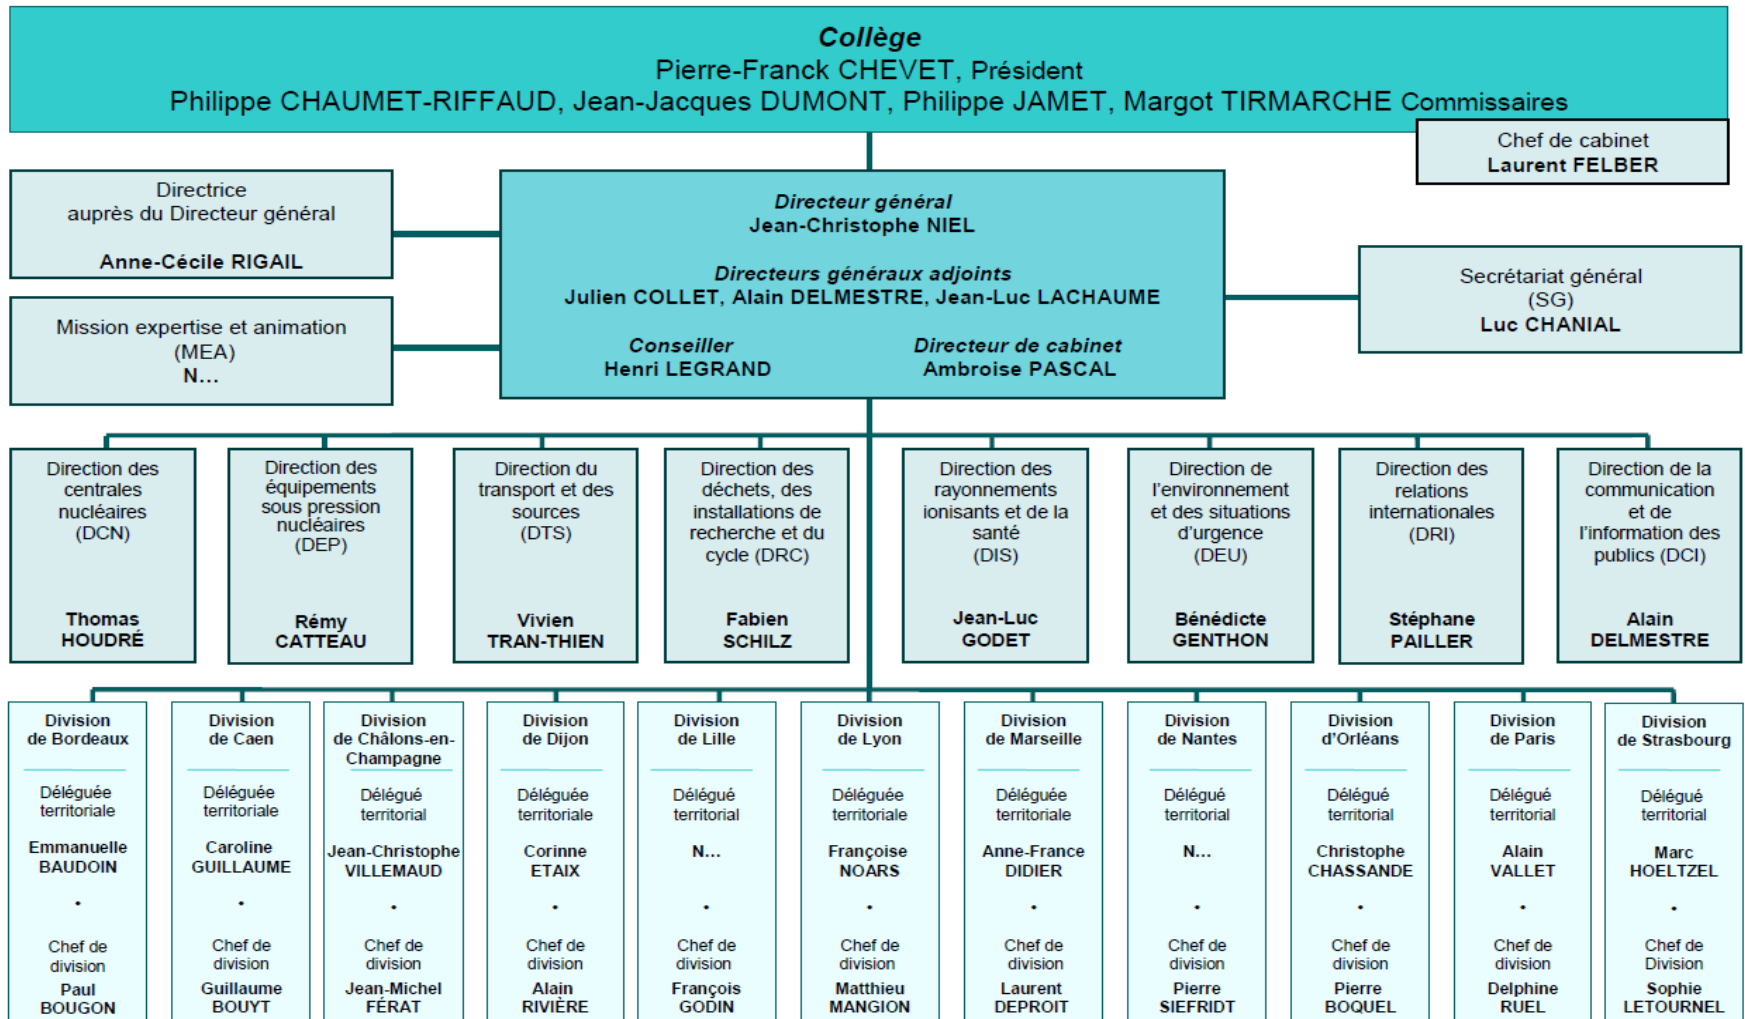 Collège
Pierre-Franck CHEVET, Président
Philippe CHAUMET-RIFFAUD, Jean-Jacques DUMONT, Philippe JAMET, Margot TIRMARCHE Commissaires
Chef de cabinet
Laurent FELBER
Directrice
auprès du Directeur général
Anne-Cécile RIGAIL
Mission expertise et animation
(MEA)
N...
Directeur général
Jean-Christophe NIEL
Directeurs généraux adjoints
Julien COLLET, Alain DELMESTRE, Jean-Luc LACHAUME
Conseiller
Henri LEGRAND
Directeur de cabinet
Ambroise PASCAL
Secrétariat général
(SG)
Luc CHANIAL
Direction des
centrales
nucléaires
(DCN)
Thomas
HOUDRÉ
Direction des
équipements
sous pression
nucléaires
(DEP)
Rémy
CATTEAU
Direction du
transport et des
sources
(DTS)
Vivien
TRAN-THIEN
Direction des
déchets, des
installations de
recherche et du
cycle (DRC)
Fabien
SCHILZ
Direction des
rayonnements
ionisants et de la
santé
(DIS)
Jean-Luc
GODET
Direction de
l'environnement
et des situations
d'urgence
(DEU)
Bénédicte
GENTHON
Direction des
relations
internationales
(DRI)
Stéphane
PAILLER
Direction de la
communication
et de
l'information des
publics (DCI)
Alain
DELMESTRE
Division
de Bordeaux
Déléguée
territoriale
Emmanuelle
BAUDOIN
•
Chef de
division
Paul
BOUGON
Division
de Caen
Déléguée
territoriale
Caroline
GUILLAUME
•
Chef de
division
Guillaume
BOUYT
Division
de Châlons-en-
Champagne
Délégué
territorial
Jean-Christophe
VILLEMAUD
•
Chef de
division
Jean-Michel
FÉRAT
Division
de Dijon
Déléguée
territoriale
Corinne
ETAIX
•
Chef de
division
Alain
RIVIÈRE
Division
de Lille
Délégué
territorial
N...
•
Chef de
division
François
GODIN
Division
de Lyon
Déléguée
territoriale
Françoise
NOARS
•
Chef de
division
Matthieu
MANGION
Division
de Marseille
Déléguée
territoriale
Anne-France
DIDIER
•
Chef de
division
Laurent
DEPROIT
Division
de Nantes
Délégué
territorial
N...
•
Chef de
division
Pierre
SIEFRIDT
Division
d'Orléans
Délégué
territorial
Christophe
CHASSANDE
•
Chef de
division
Pierre
BOQUEL
Division
de Paris
Délégué
territorial
Alain
VALLET
•
Chef de
division
Delphine
RUEL
Division
de Strasbourg
Délégué
territorial
Marc
HOELTZEL
•
Chef de
Division
Sophie
LETOURNEL